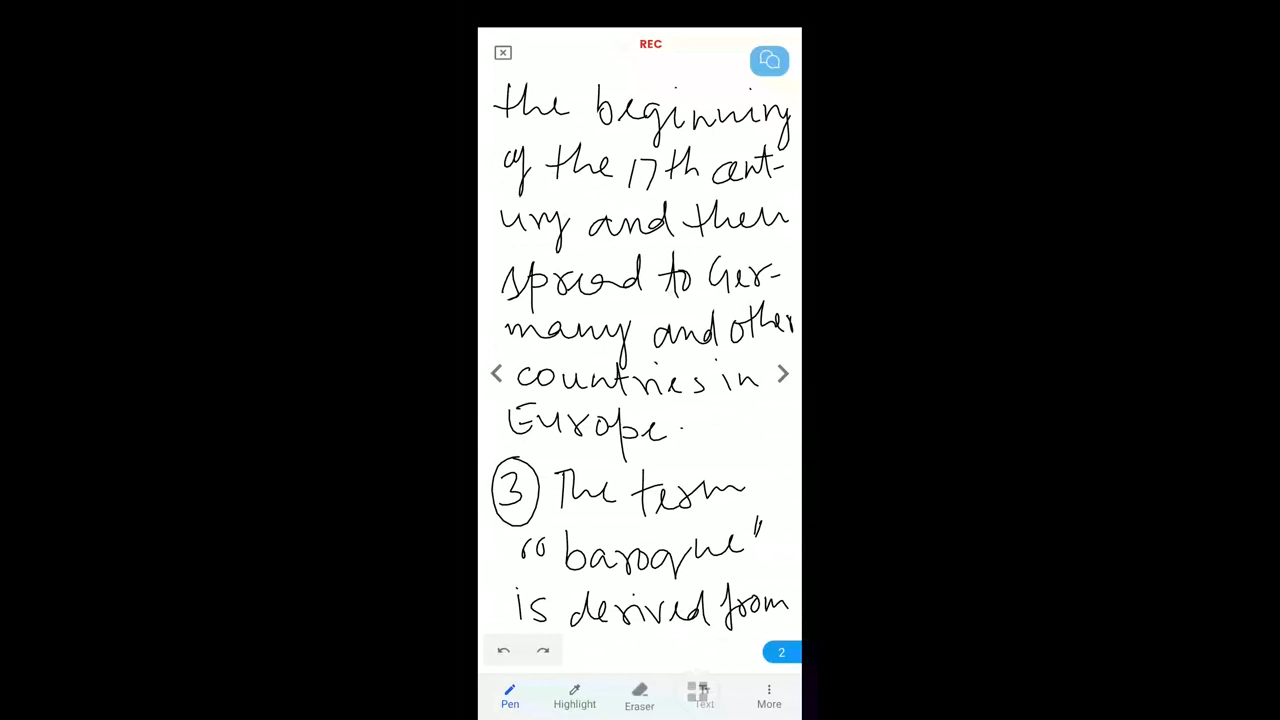 REC
the beginning
of the 17th cent-
ury and then
spread to Ger-
many and other
countries in
Europe.
3 The term
"baroque"
is derived from
2
Pen Highlight Eraser Text More